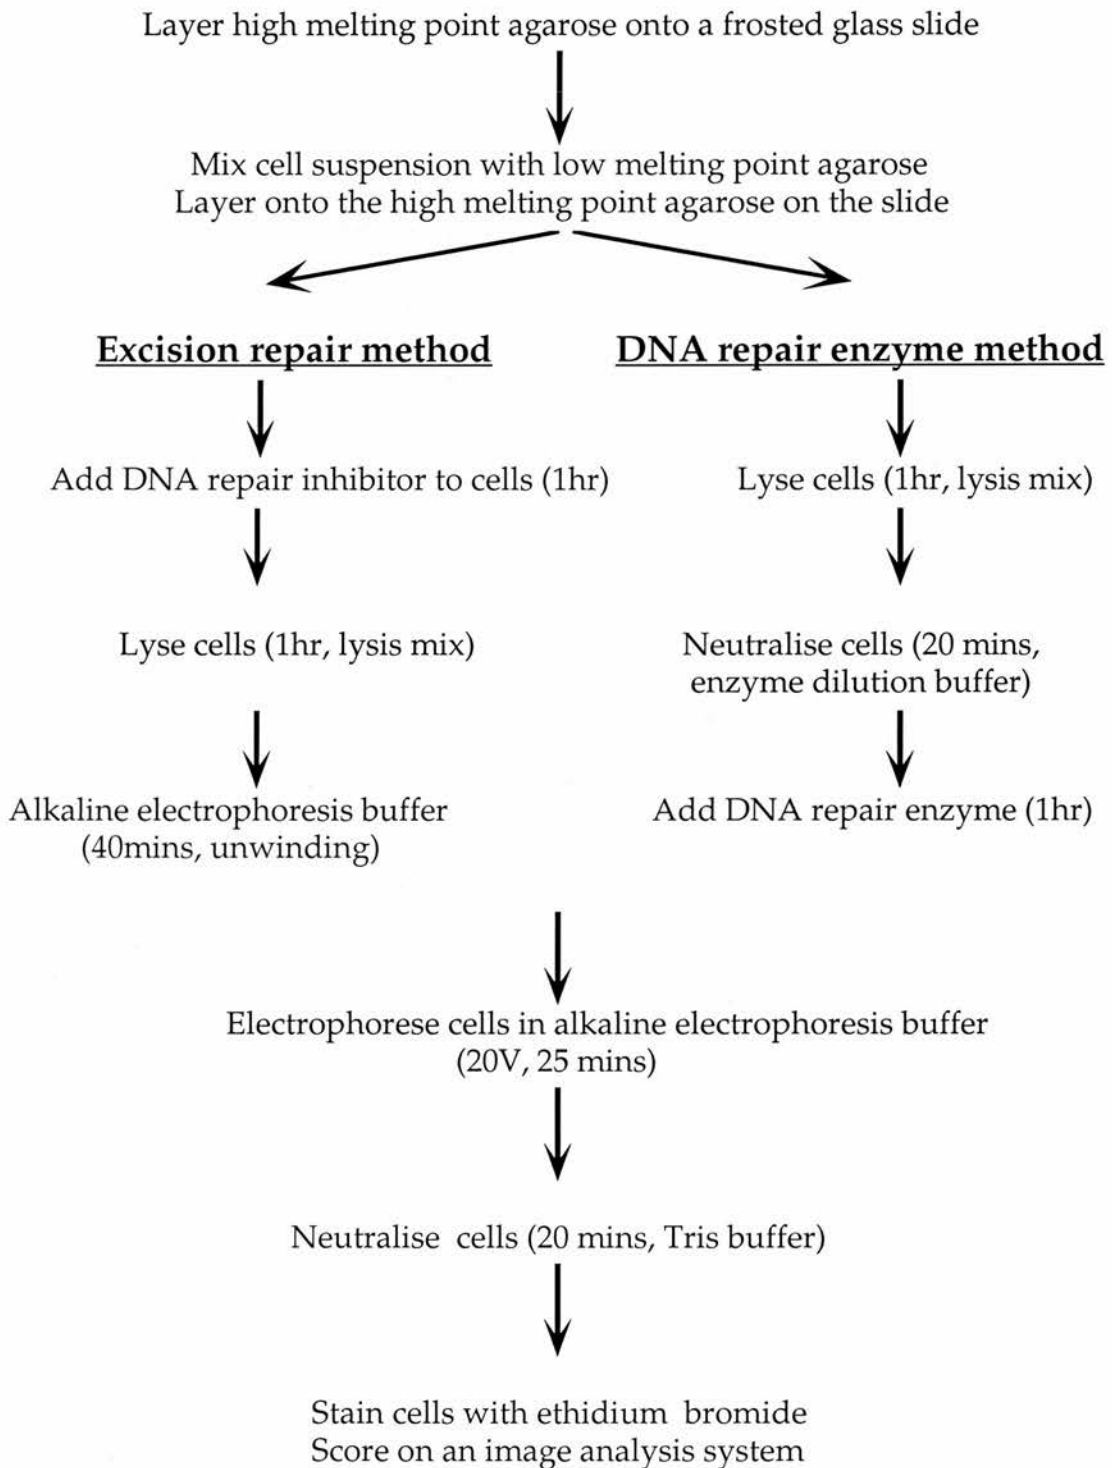 Layer high melting point agarose onto a frosted glass slide
Mix cell suspension with low melting point agarose
Layer onto the high melting point agarose on the slide
Excision repair method
Add DNA repair inhibitor to cells (1hr)
Lyse cells (1hr, lysis mix)
Alkaline electrophoresis buffer
(40mins, unwinding)
DNA repair enzyme method
Lyse cells (1hr, lysis mix)
Neutralise cells (20 mins,
enzyme dilution buffer)
Add DNA repair enzyme (1hr)
Electrophorese cells in alkaline electrophoresis buffer
(20V, 25 mins)
Neutralise cells (20 mins, Tris buffer)
Stain cells with ethidium bromide
Score on an image analysis system